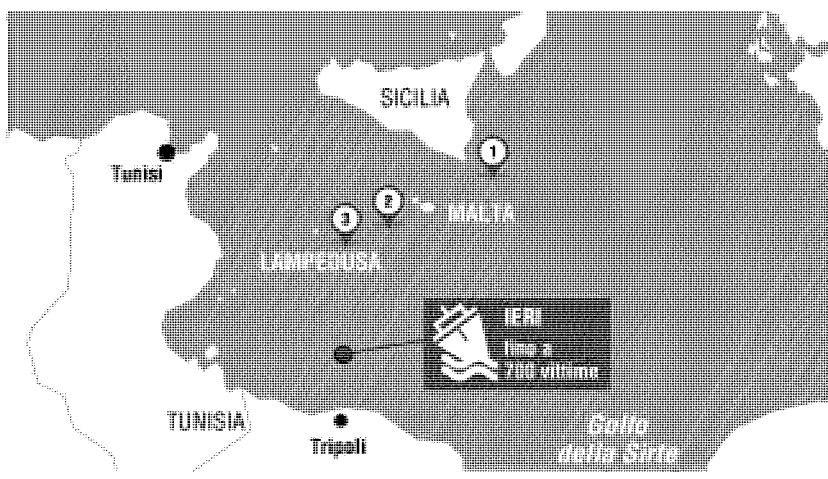 SICILIA
1
Tunisi
2
MALTA
3
LAMPEDUSA
IERI
fino a
700 vittime
TUNISIA
Tripoli
Golfo
della Sirte